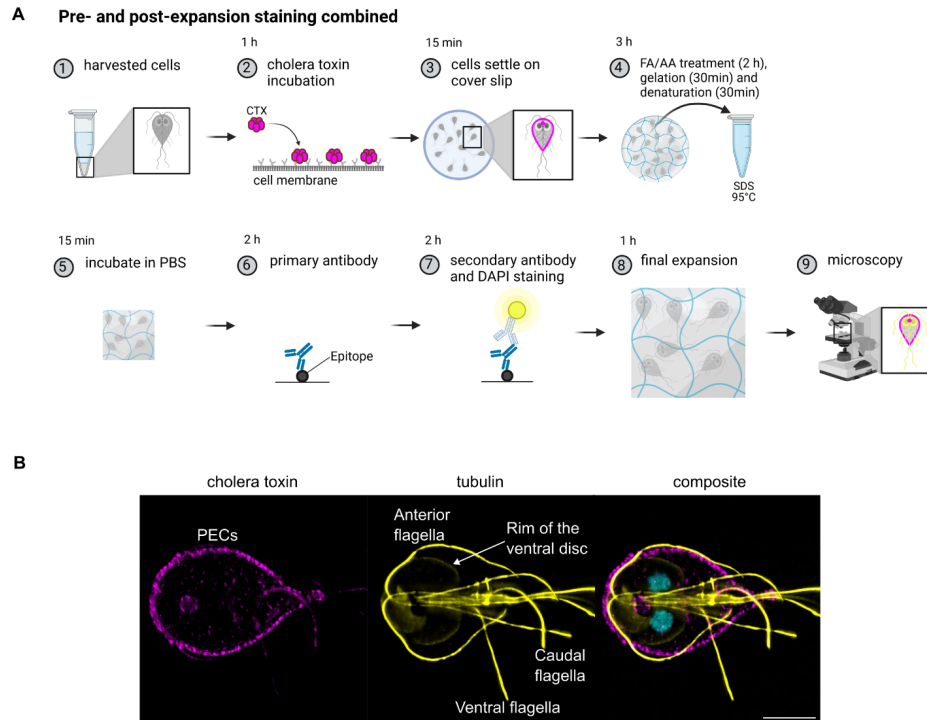 A
Pre- and post-expansion staining combined
1
harvested cells
1 h
2
cholera toxin
incubation
CTX
cell membrane
15 min
3
cells settle on
cover slip
3 h
4
FA/AA treatment (2 h),
gelation (30min) and
denaturation (30min)
SDS
95°C
15 min
5
incubate in PBS
2 h
6
primary antibody
Epitope
2 h
7
secondary antibody
and DAPI staining
1 h
8
final expansion
9
microscopy
B
cholera toxin
tubulin
composite
PECs
Anterior
flagella
Rim of the
ventral disc
Caudal
flagella
Ventral flagella